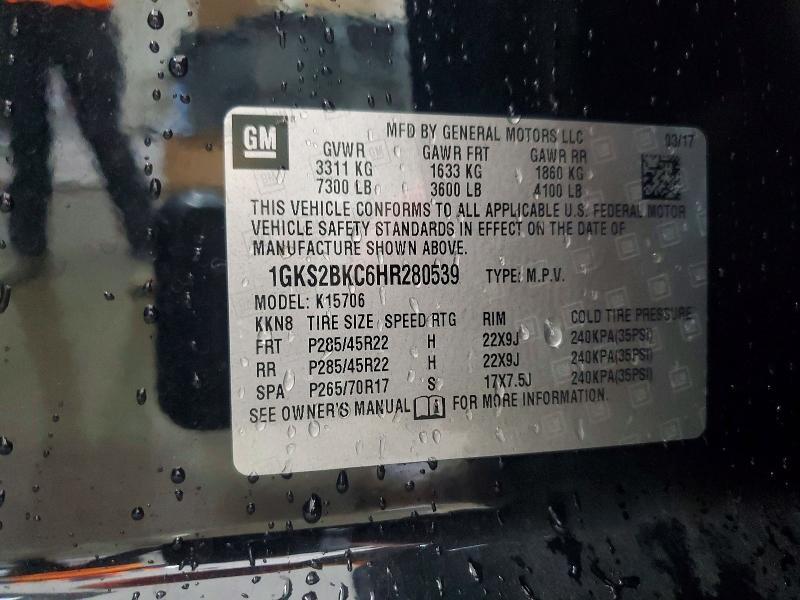 GM
MFD BY GENERAL MOTORS LLC 03/17
GVWR GAWR FRT GAWR RR
3311 KG 1633 KG 1860 KG
7300 LB 3600 LB 4100 LB
THIS VEHICLE CONFORMS TO ALL APPLICABLE U.S. FEDERAL MOTOR
VEHICLE SAFETY STANDARDS IN EFFECT ON THE DATE OF
MANUFACTURE SHOWN ABOVE.
1GKS2BKC6HR280539 TYPE: M.P.V.
MODEL: K15706
KKN8 TIRE SIZE SPEED RTG RIM COLD TIRE PRESSURE
FRT P285/45R22 H 22X9J 240KPA(35PSI)
RR P285/45R22 H 22X9J 240KPA(35PSI)
SPA P265/70R17 S 17X7.5J 240KPA(35PSI)
SEE OWNER'S MANUAL FOR MORE INFORMATION.